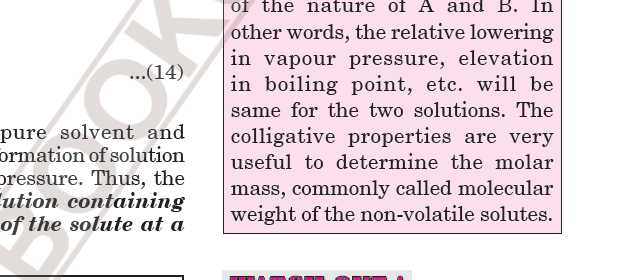 ...(14)
pure solvent and
ormation of solution
pressure. Thus, the
lution containing
of the solute at a
of the nature of A and B. In
other words, the relative lowering
in vapour pressure, elevation
in boiling point, etc. will be
same for the two solutions. The
colligative properties are very
useful to determine the molar
mass, commonly called molecular
weight of the non-volatile solutes.
BOOK